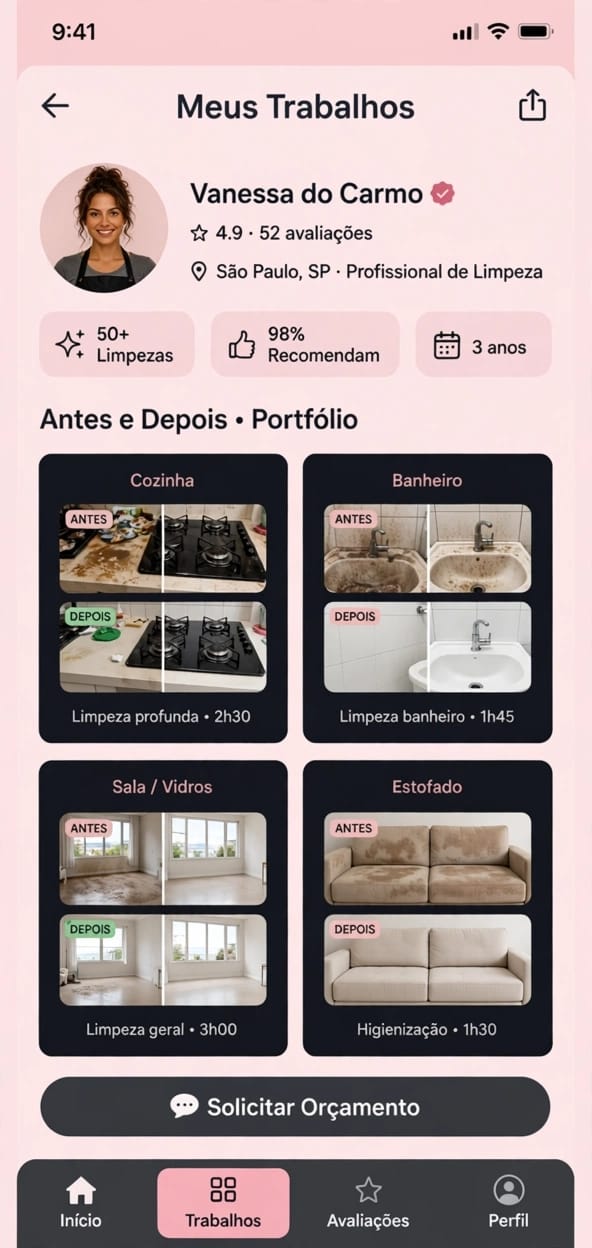 9:41
Meus Trabalhos
Vanessa do Carmo
4.9 · 52 avaliações
São Paulo, SP · Profissional de Limpeza
50+
Limpezas
98%
Recomendam
3 anos
Antes e Depois • Portfólio
Cozinha
ANTES
DEPOIS
Limpeza profunda • 2h30
Banheiro
ANTES
DEPOIS
Limpeza banheiro • 1h45
Sala / Vidros
ANTES
DEPOIS
Limpeza geral • 3h00
Estofado
ANTES
DEPOIS
Higienização • 1h30
Solicitar Orçamento
Início
Trabalhos
Avaliações
Perfil